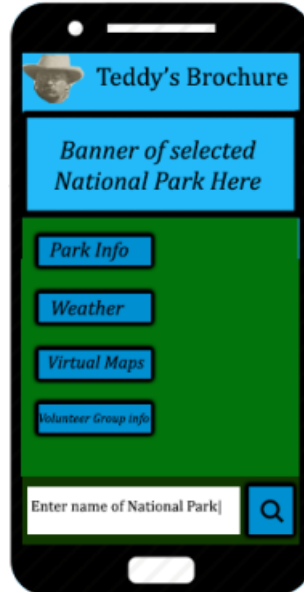 Teddy's Brochure
Banner of selected
National Park Here
Park Info
Weather
Virtual Maps
Volunteer Group info
Enter name of National Park|